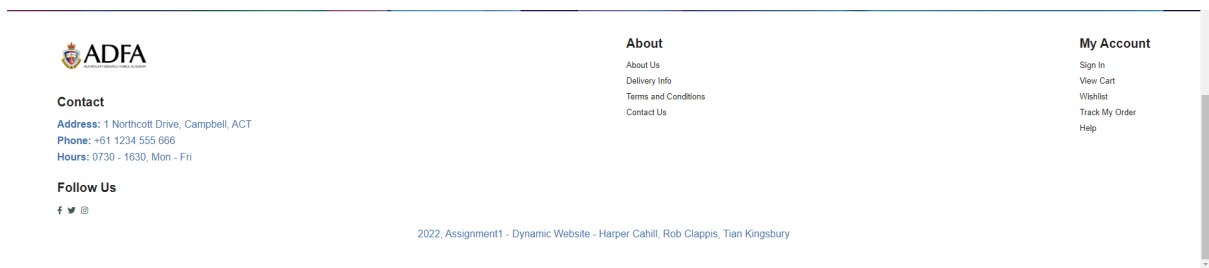 ADFA
Contact
Address: 1 Northcott Drive, Campbell, ACT
Phone: +61 1234 555 666
Hours: 0730 - 1630, Mon - Fri
Follow Us
About
About Us
Delivery Info
Terms and Conditions
Contact Us
My Account
Sign In
View Cart
Wishlist
Track My Order
Help
2022, Assignment1 - Dynamic Website - Harper Cahill, Rob Clappis, Tian Kingsbury